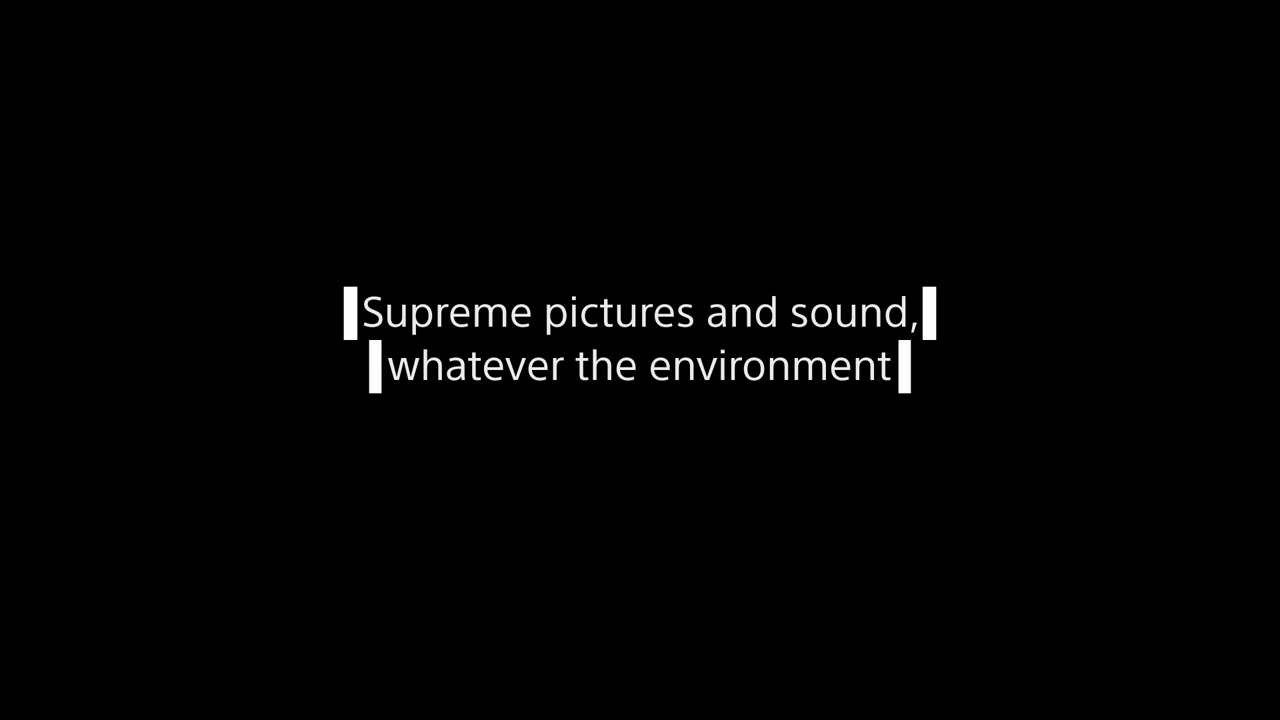 Supreme pictures and sound,
whatever the environment